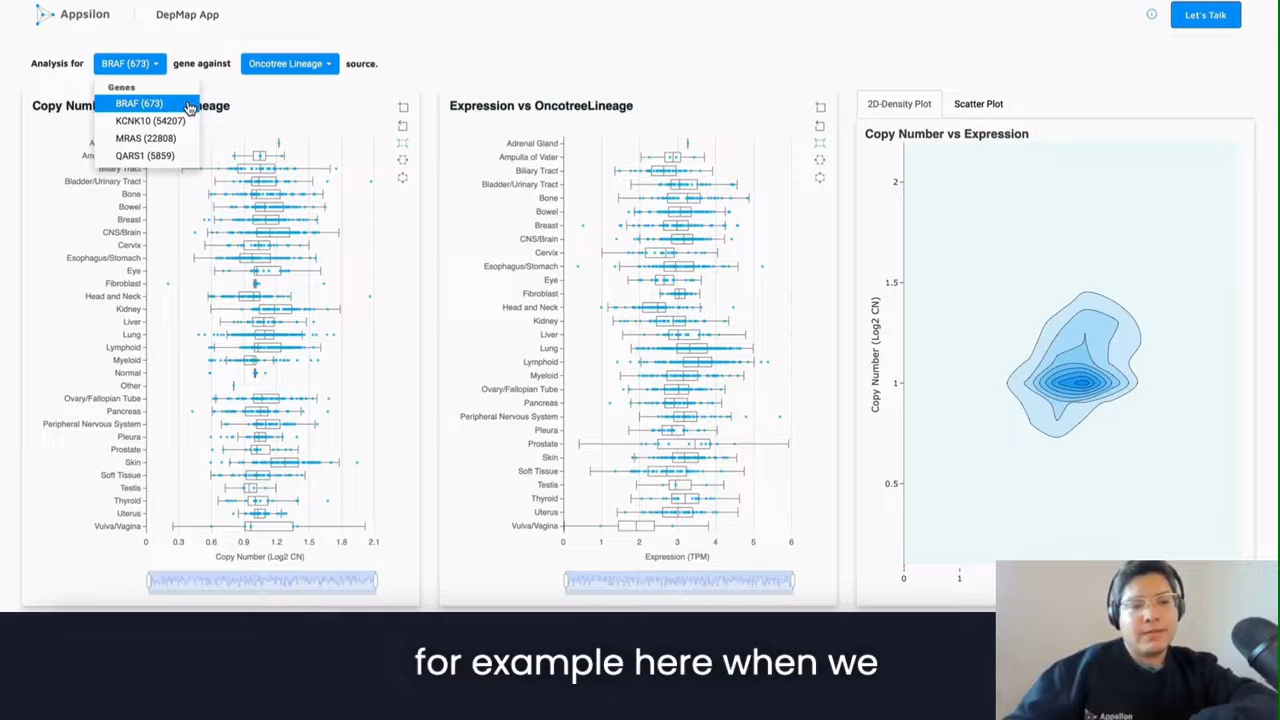 Appsilon
DepMap App
Let's Talk
Analysis for
BRAF (673)
gene against
Oncotree Lineage
source.
Genes
BRAF (673)
KCNK10 (54207)
MRAS (22808)
QARS1 (5859)
Expression vs OncotreeLineage
2D-Density Plot
Scatter Plot
Copy Number vs Expression
Biliary Tract
Bladder/Urinary Tract
Bone
Bowel
Breast
CNS/Brain
Cervix
Esophagus/Stomach
Eye
Fibroblast
Head and Neck
Kidney
Liver
Lung
Lymphoid
Myeloid
Normal
Other
Ovary/Fallopian Tube
Pancreas
Peripheral Nervous System
Pleura
Prostate
Skin
Soft Tissue
Testis
Thyroid
Uterus
Vulva/Vagina
0 0.3 0.6 0.9 1.2 1.5 1.8 2.1
Copy Number (Log2 CN)
Adrenal Gland
Ampulla of Vater
Biliary Tract
Bladder/Urinary Tract
Bone
Bowel
Breast
CNS/Brain
Cervix
Esophagus/Stomach
Eye
Fibroblast
Head and Neck
Kidney
Liver
Lung
Lymphoid
Myeloid
Ovary/Fallopian Tube
Pancreas
Peripheral Nervous System
Pleura
Prostate
Skin
Soft Tissue
Testis
Thyroid
Uterus
Vulva/Vagina
0 1 2 3 4 5 6
Expression (TPM)
2
1.5
1
0.5
Copy Number (Log2 CN)
0 1
for example here when we
Appsilon